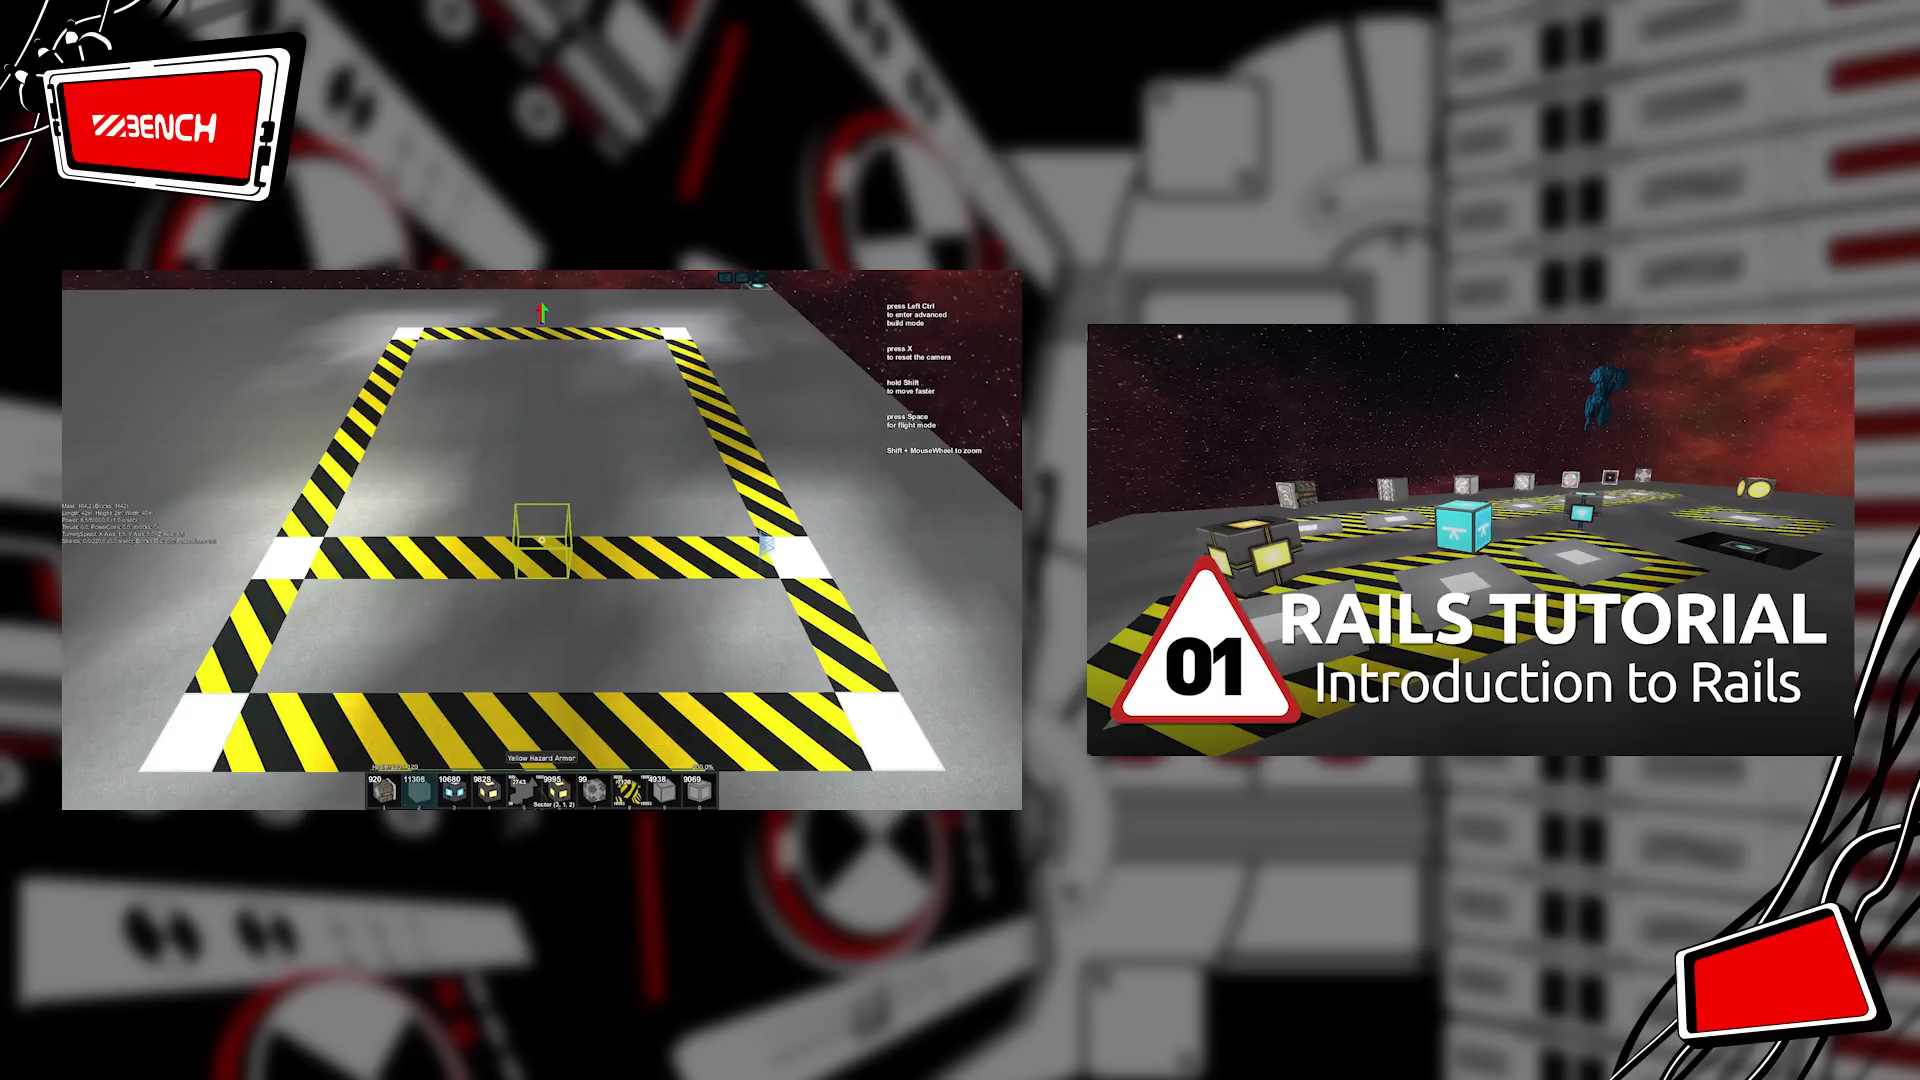 BENCH
press Left Ctrl
to enter advanced
build mode
press X
to reset the camera
hold Shift
to move faster
press Space
for flight mode
Shift + MouseWheel to zoom
Yellow Hazard Armor
920 11308 10680 9828 2743 9995 99 4938 9069
Sector (3, 1, 2)
01
RAILS TUTORIAL
Introduction to Rails